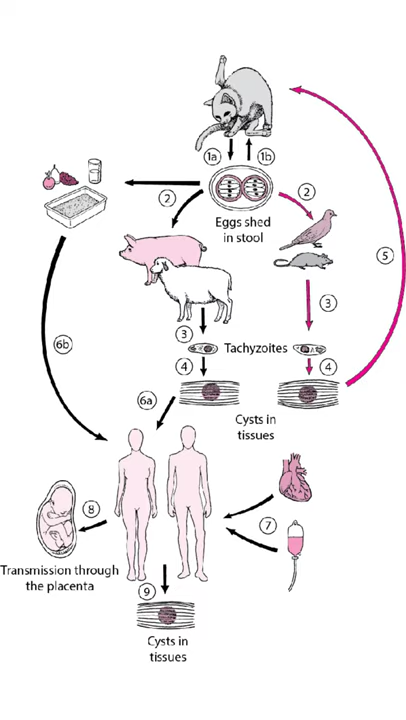 1a
1b
2
2
Eggs shed
in stool
5
3
3
Tachyzoites
4
4
6b
6a
Cysts in
tissues
8
7
Transmission through
the placenta
9
Cysts in
tissues